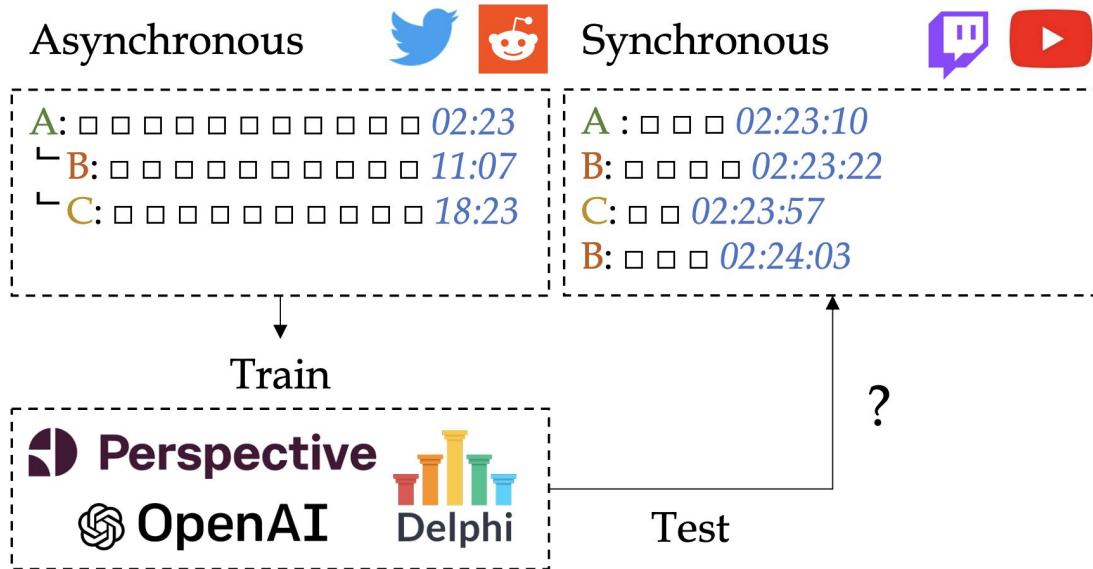 Asynchronous
Synchronous
A: □ □ □ □ □ □ □ □ □ □ □ 02:23
B: □ □ □ □ □ □ □ □ □ □ □ 11:07
C: □ □ □ □ □ □ □ □ □ □ □ 18:23
A : □ □ □ 02:23:10
B: □ □ □ □ 02:23:22
C: □ □ 02:23:57
B: □ □ □ 02:24:03
Train
Perspective
OpenAI
Delphi
Test
?